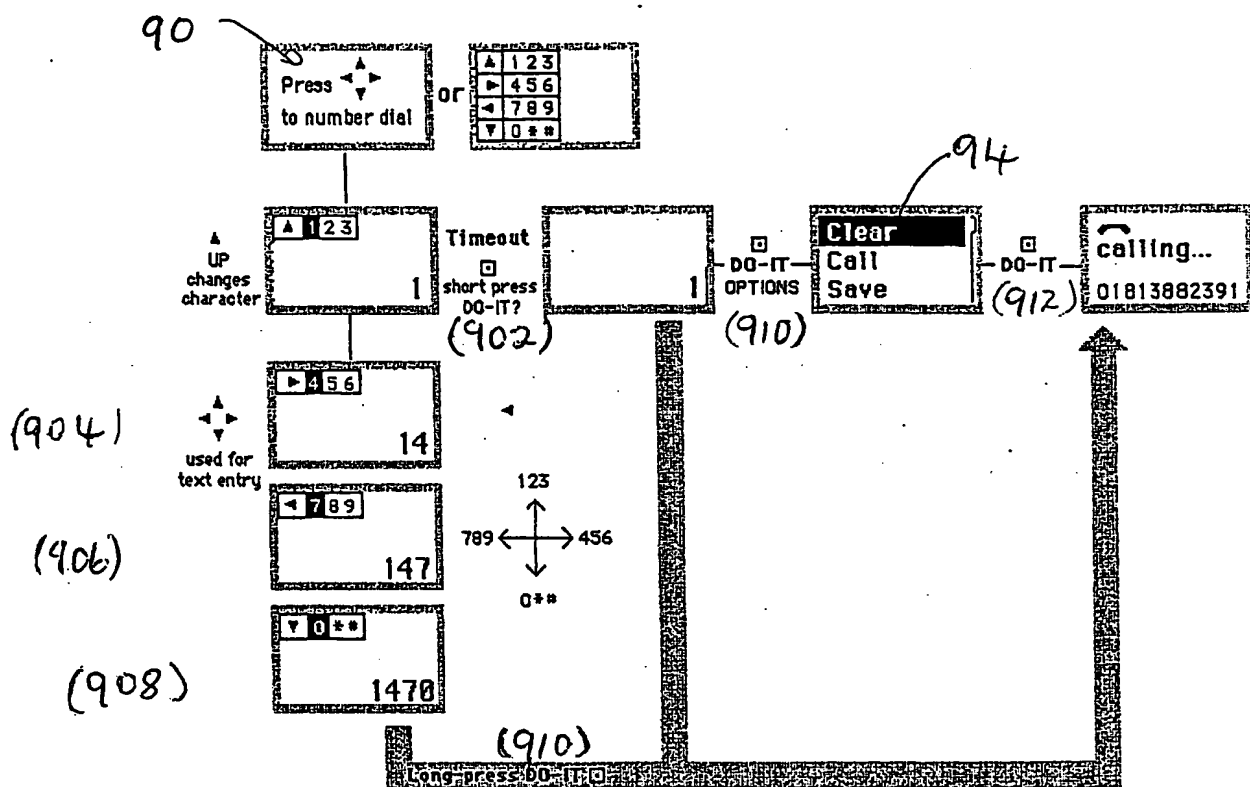 90
Press ▲ ◄ ► ▼
to number dial
or
▲ 1 2 3
► 4 5 6
◄ 7 8 9
▼ 0 * #
94
▲
UP
changes
character
▲ 1 2 3
1
Timeout
short press
DO-IT?
(902)
1
DO-IT
OPTIONS
(910)
Clear
Call
Save
DO-IT
(912)
calling...
01813882391
(904)
▲ ◄ ► ▼
used for
text entry
► 4 5 6
14
◄
(906)
◄ 7 8 9
147
123
789
456
0*#
(908)
▼ 0 * #
1470
(910)
Long-press DO-IT